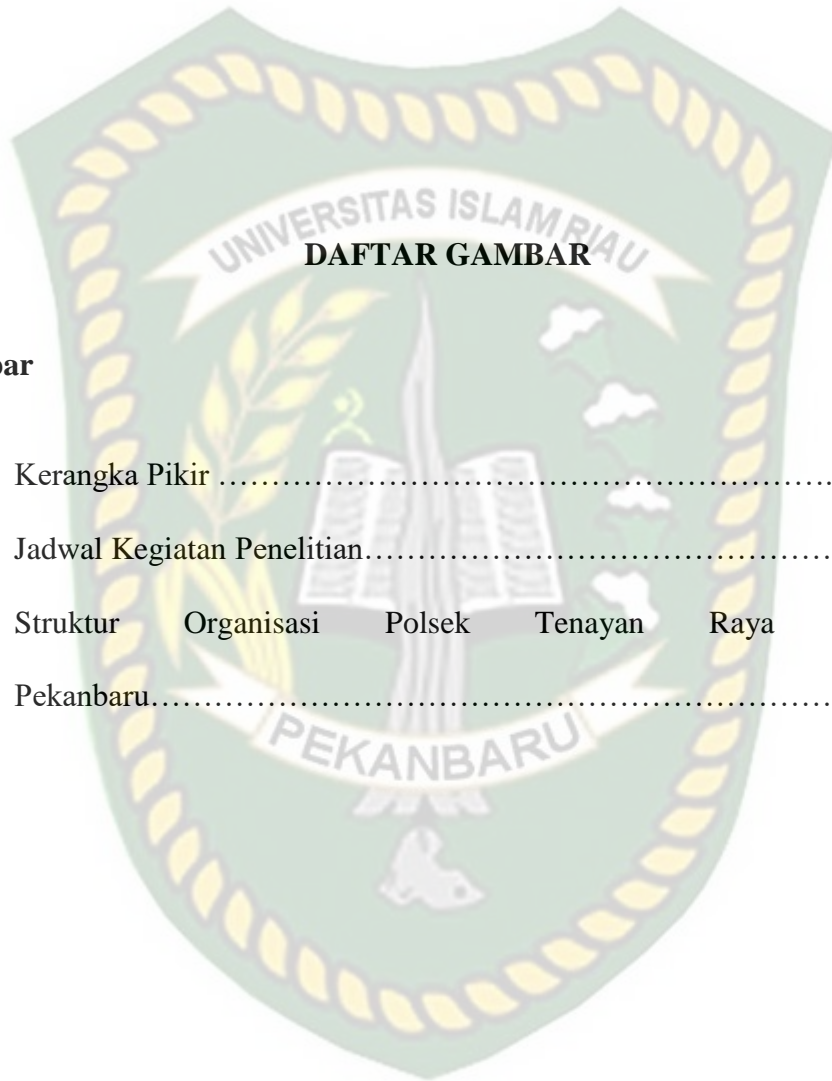 UNIVERSITAS ISLAM RIAU
DAFTAR GAMBAR
bar
Kerangka Pikir ……………………………………………………………….
Jadwal Kegiatan Penelitian……………………………………………….
Struktur Organisasi Polsek Tenayan Raya
Pekanbaru…………………………………………………………………….
PEKANBARU